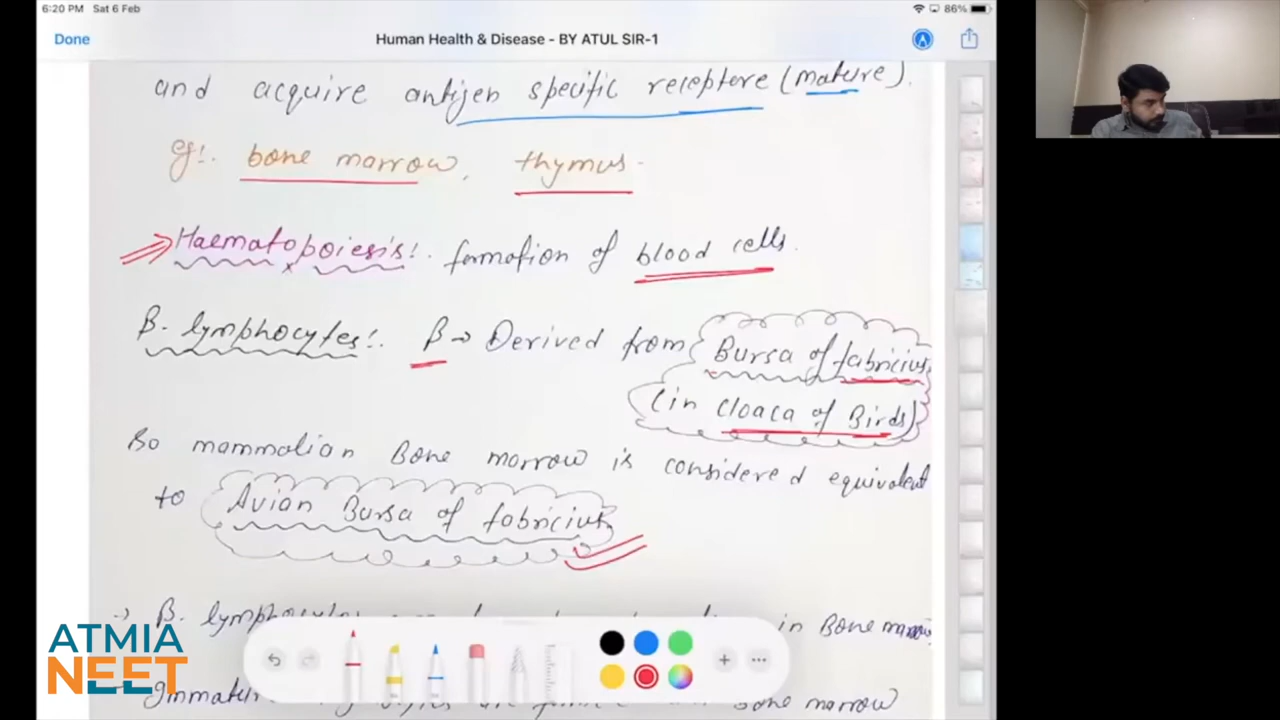 6:20 PM Sat 6 Feb
86%
Done
Human Health & Disease - BY ATUL SIR-1
and acquire antijen specific receptore (mature).
eg!. bone marrow, thymus.
Haematopoiesis!. formation of blood cells.
B. lymphocytes!. B→ Derived from Bursa of fabricius
(in Cloaca of Birds)
So mammalian Bone marrow is considered equivalent
to Avian Bursa of fabricius.
→ B. lymphocytes in Bone marrow
bone marrow
ATMIA
NEET